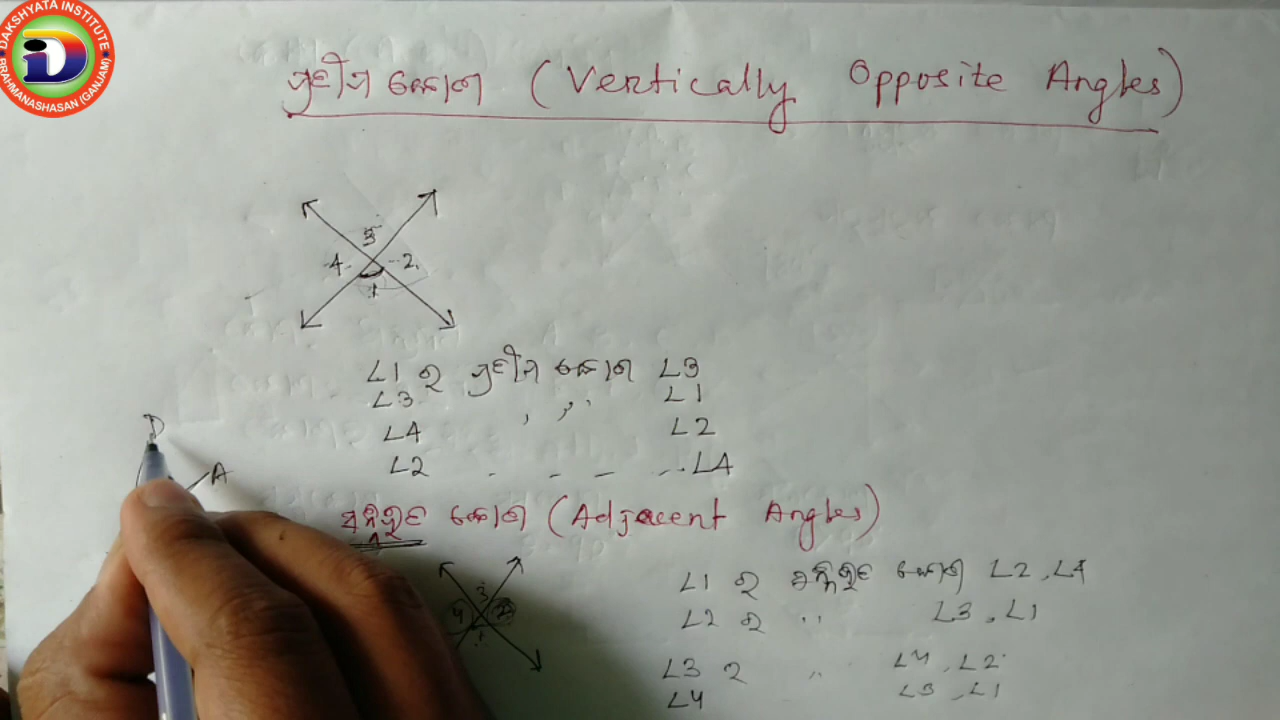 DAKSHYATA INSTITUTE
BRAHMANASHASAN (GANJAM)
iD
ପ୍ରତୀପ କୋଣ (Vertically Opposite Angles)
3
4 2
1
∠1 ର ପ୍ରତୀପ କୋଣ ∠3
∠3 , ,, ∠1
∠4 ∠2
∠2 - - - - ∠4
D
A
ସନ୍ନିହିତ କୋଣ (Adjacent Angles)
3
4 2
1
∠1 ର ସନ୍ନିହିତ କୋଣ ∠2, ∠4
∠2 ର ,, ∠3, ∠1
∠3 ର ,, ∠4, ∠2
∠4 ∠3, ∠1